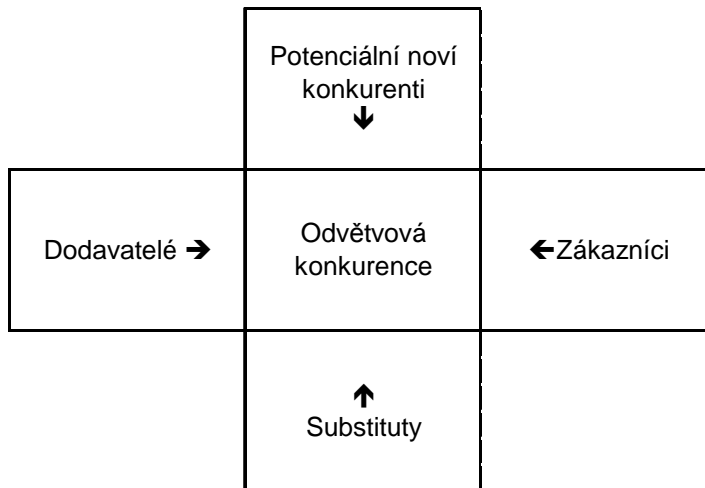 Potenciální noví
konkurenti
🡻
Dodavatelé 🡺
Odvětvová
konkurence
🡸Zákazníci
🡹
Substituty